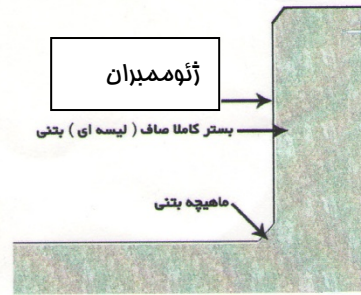 ژئوممبران
بستر کاملا صاف ( لیسه ای ) بتنی
ماهیچه بتنی